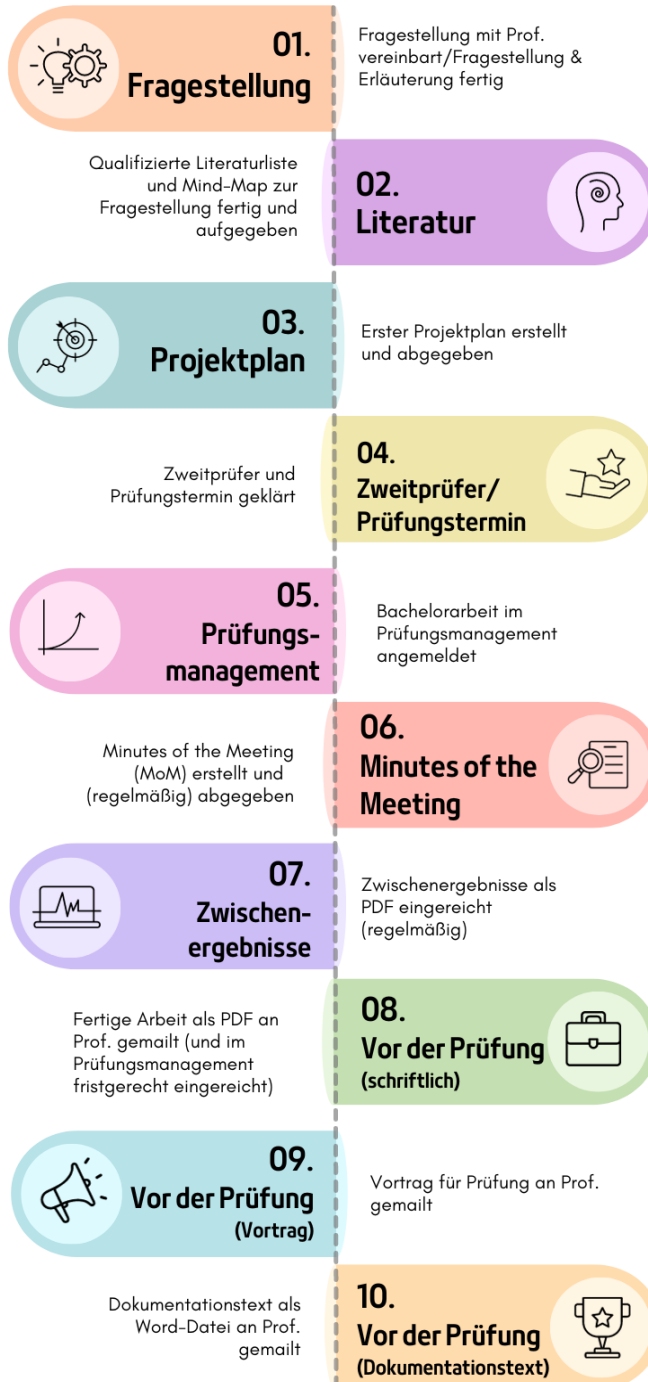 01.
Fragestellung
Fragestellung mit Prof.
vereinbart/Fragestellung &
Erläuterung fertig
Qualifizierte Literaturliste
und Mind-Map zur
Fragestellung fertig und
aufgegeben
02.
Literatur
03.
Projektplan
Erster Projektplan erstellt
und abgegeben
Zweitprüfer und
Prüfungstermin geklärt
04.
Zweitprüfer/
Prüfungstermin
05.
Prüfungs-
management
Bachelorarbeit im
Prüfungsmanagement
angemeldet
Minutes of the Meeting
(MoM) erstellt und
(regelmäßig) abgegeben
06.
Minutes of the
Meeting
07.
Zwischen-
ergebnisse
Zwischenergebnisse als
PDF eingereicht
(regelmäßig)
Fertige Arbeit als PDF an
Prof. gemailt (und im
Prüfungsmanagement
fristgerecht eingereicht)
08.
Vor der Prüfung
(schriftlich)
09.
Vor der Prüfung
(Vortrag)
Vortrag für Prüfung an Prof.
gemailt
Dokumentationstext als
Word-Datei an Prof.
gemailt
10.
Vor der Prüfung
(Dokumentationstext)